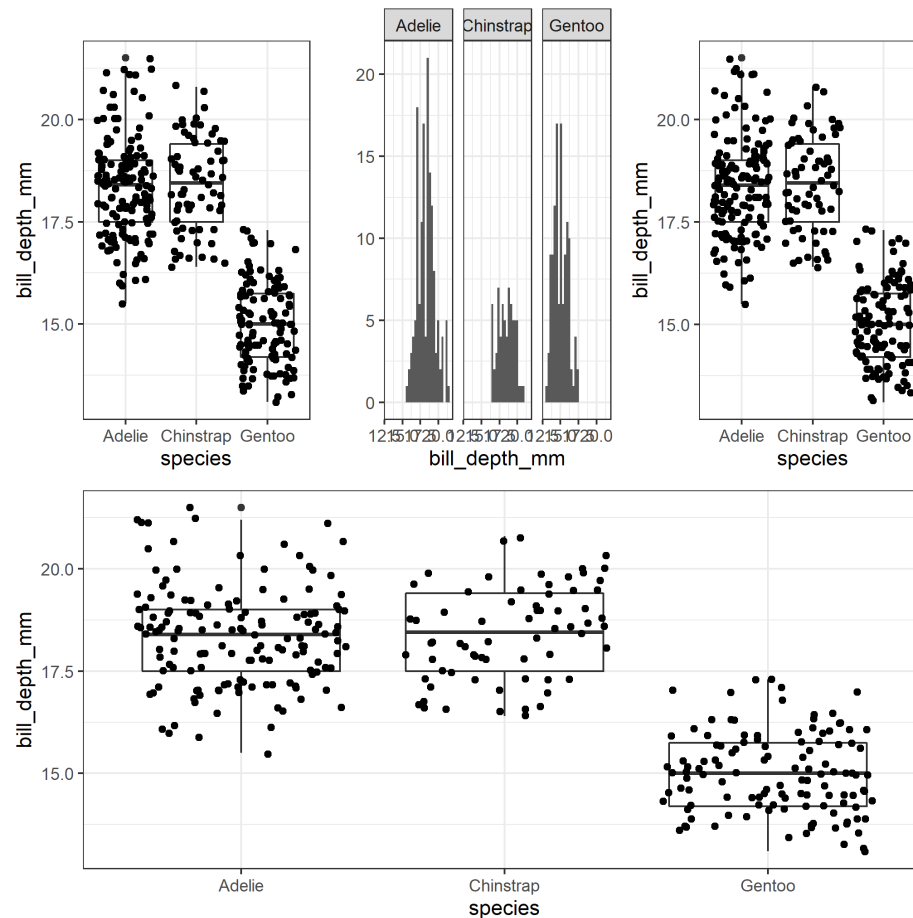 Adelie Chinstrap Gentoo
bill_depth_mm
20.0
17.5
15.0
Adelie Chinstrap Gentoo
species
20
15
10
5
0
bill_depth_mm
bill_depth_mm
20.0
17.5
15.0
Adelie Chinstrap Gentoo
species
bill_depth_mm
20.0
17.5
15.0
Adelie Chinstrap Gentoo
species